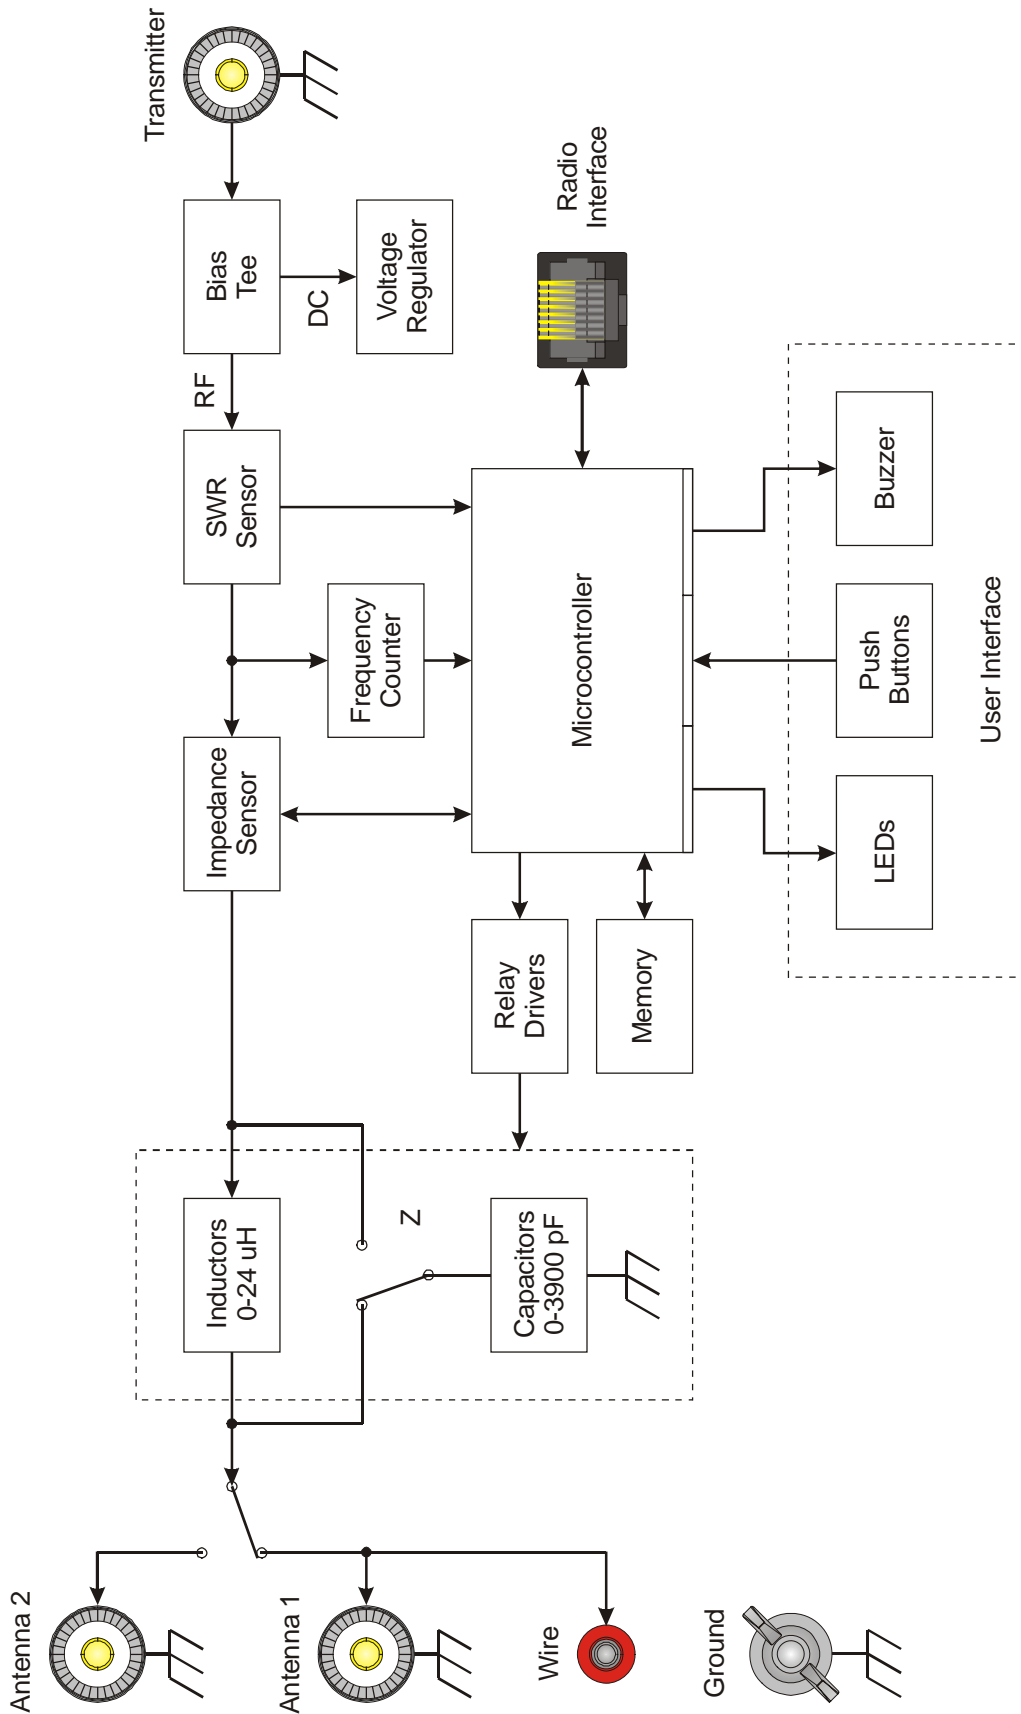 Transmitter
Bias
Tee
RF
DC
Voltage
Regulator
SWR
Sensor
Frequency
Counter
Impedance
Sensor
Radio
Interface
Microcontroller
Relay
Drivers
Memory
Buzzer
Push
Buttons
LEDs
User Interface
Inductors
0-24 uH
Z
Capacitors
0-3900 pF
Antenna 2
Antenna 1
Wire
Ground